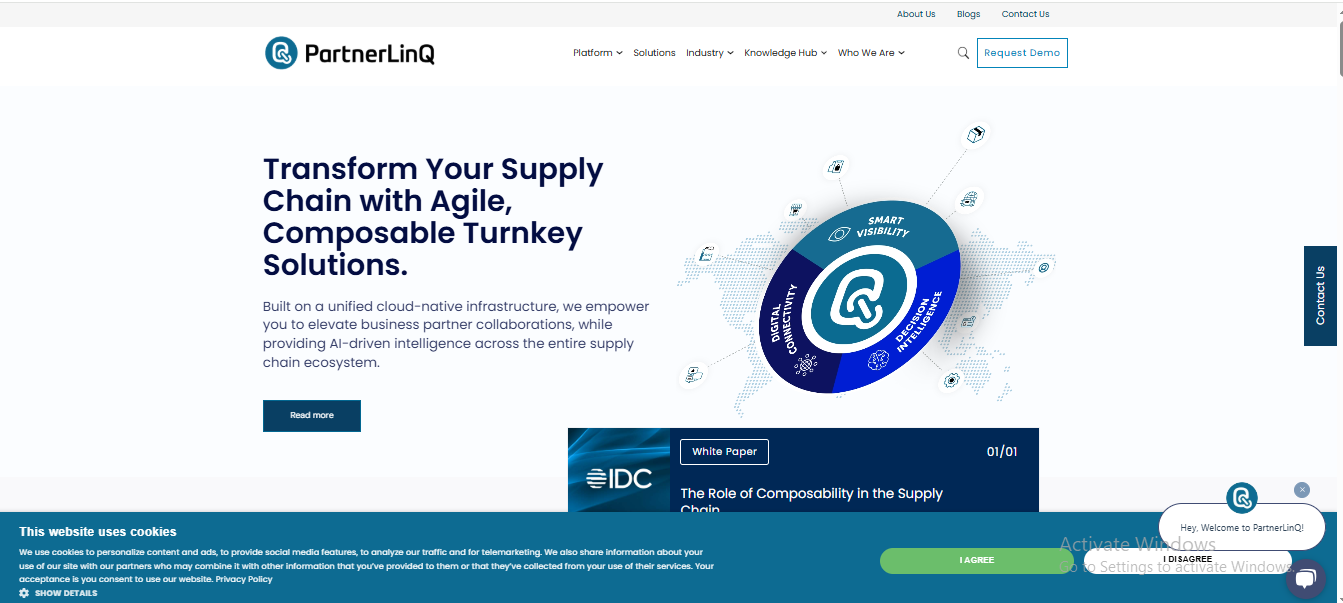 About Us Blogs Contact Us
PartnerLinQ
Platform Solutions Industry Knowledge Hub Who We Are Request Demo
Transform Your Supply
Chain with Agile,
Composable Turnkey
Solutions.
Built on a unified cloud-native infrastructure, we empower
you to elevate business partner collaborations, while
providing AI-driven intelligence across the entire supply
chain ecosystem.
Read more
SMART
VISIBILITY
DIGITAL
CONNECTIVITY
DECISION
INTELLIGENCE
Contact Us
IDC
White Paper 01/01
The Role of Composability in the Supply
Chain
This website uses cookies
We use cookies to personalize content and ads, to provide social media features, to analyze our traffic and for telemarketing. We also share information about your
use of our site with our partners who may combine it with other information that you've provided to them or that they've collected from your use of their services. Your
acceptance is you consent to use our website. Privacy Policy
SHOW DETAILS
I AGREE
I DISAGREE
Hey, Welcome to PartnerLinQ!
Activate Windows
Go to Settings to activate Windows.